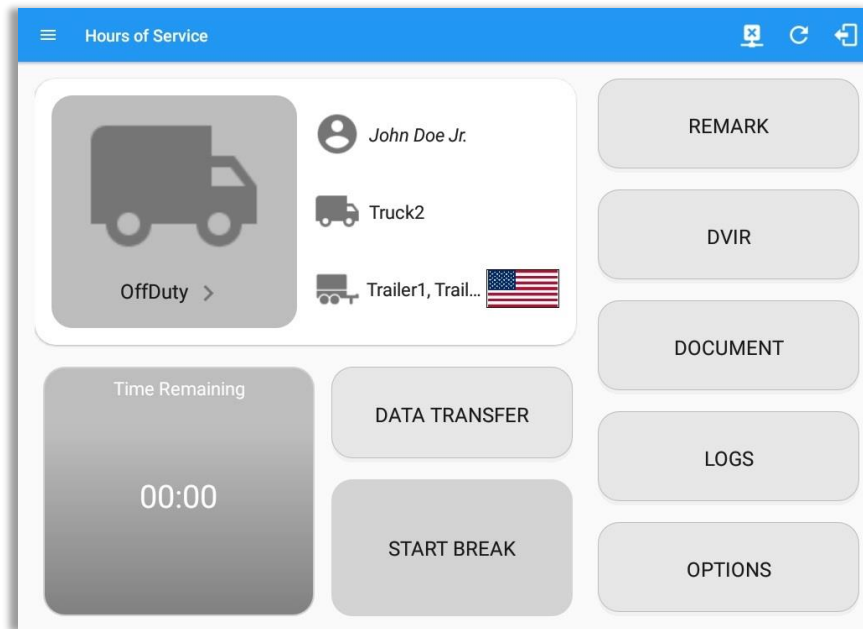 Hours of Service
John Doe Jr.
Truck2
Trailer1, Trail...
OffDuty
REMARK
DVIR
DOCUMENT
LOGS
OPTIONS
Time Remaining
00:00
DATA TRANSFER
START BREAK